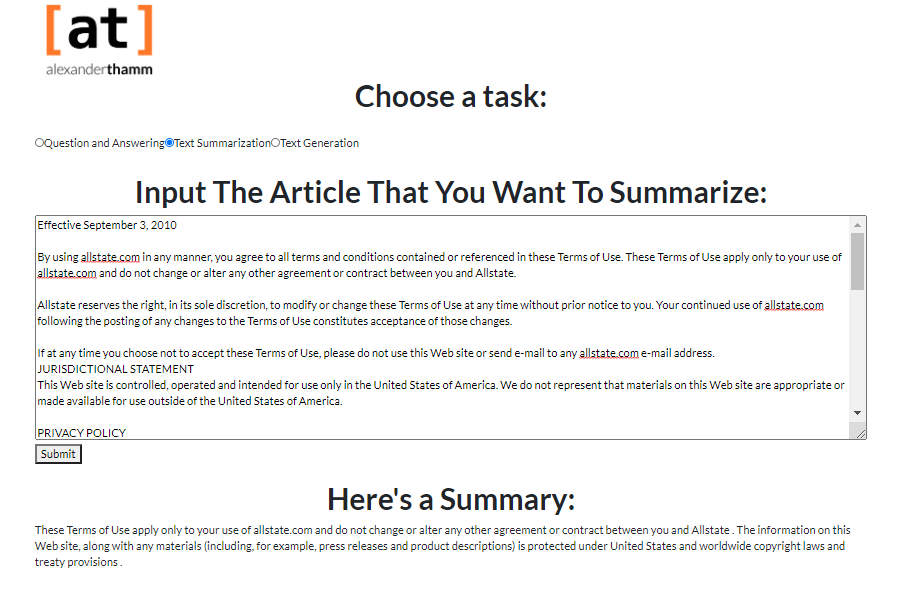 [at]
alexanderthamm
Choose a task:
Question and Answering Text Summarization Text Generation
Input The Article That You Want To Summarize:
Effective September 3, 2010
By using allstate.com in any manner, you agree to all terms and conditions contained or referenced in these Terms of Use. These Terms of Use apply only to your use of
allstate.com and do not change or alter any other agreement or contract between you and Allstate.
Allstate reserves the right, in its sole discretion, to modify or change these Terms of Use at any time without prior notice to you. Your continued use of allstate.com
following the posting of any changes to the Terms of Use constitutes acceptance of those changes.
If at any time you choose not to accept these Terms of Use, please do not use this Web site or send e-mail to any allstate.com e-mail address.
JURISDICTIONAL STATEMENT
This Web site is controlled, operated and intended for use only in the United States of America. We do not represent that materials on this Web site are appropriate or
made available for use outside of the United States of America.
PRIVACY POLICY
Submit
Here's a Summary:
These Terms of Use apply only to your use of allstate.com and do not change or alter any other agreement or contract between you and Allstate . The information on this
Web site, along with any materials (including, for example, press releases and product descriptions) is protected under United States and worldwide copyright laws and
treaty provisions .